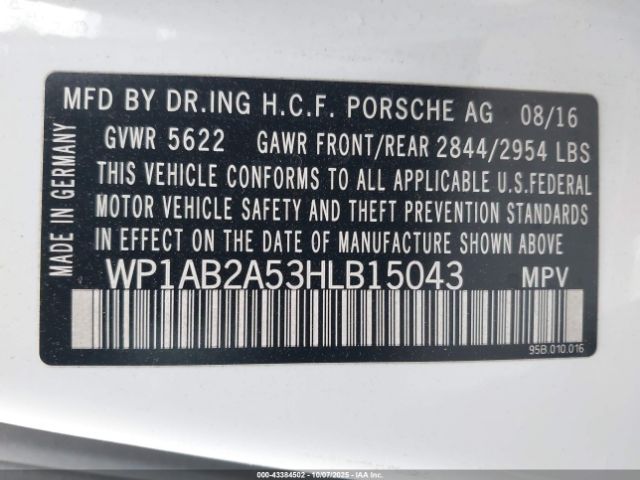 MFD BY DR.ING H.C.F. PORSCHE AG 08/16
GVWR 5622 GAWR FRONT/REAR 2844/2954 LBS
THIS VEHICLE CONFORMS TO ALL APPLICABLE U.S.FEDERAL
MOTOR VEHICLE SAFETY AND THEFT PREVENTION STANDARDS
IN EFFECT ON THE DATE OF MANUFACTURE SHOWN ABOVE.
WP1AB2A53HLB15043 MPV
95B.010.016
MADE IN GERMANY
000-43384502 - 10/07/2025 - IAAI.COM